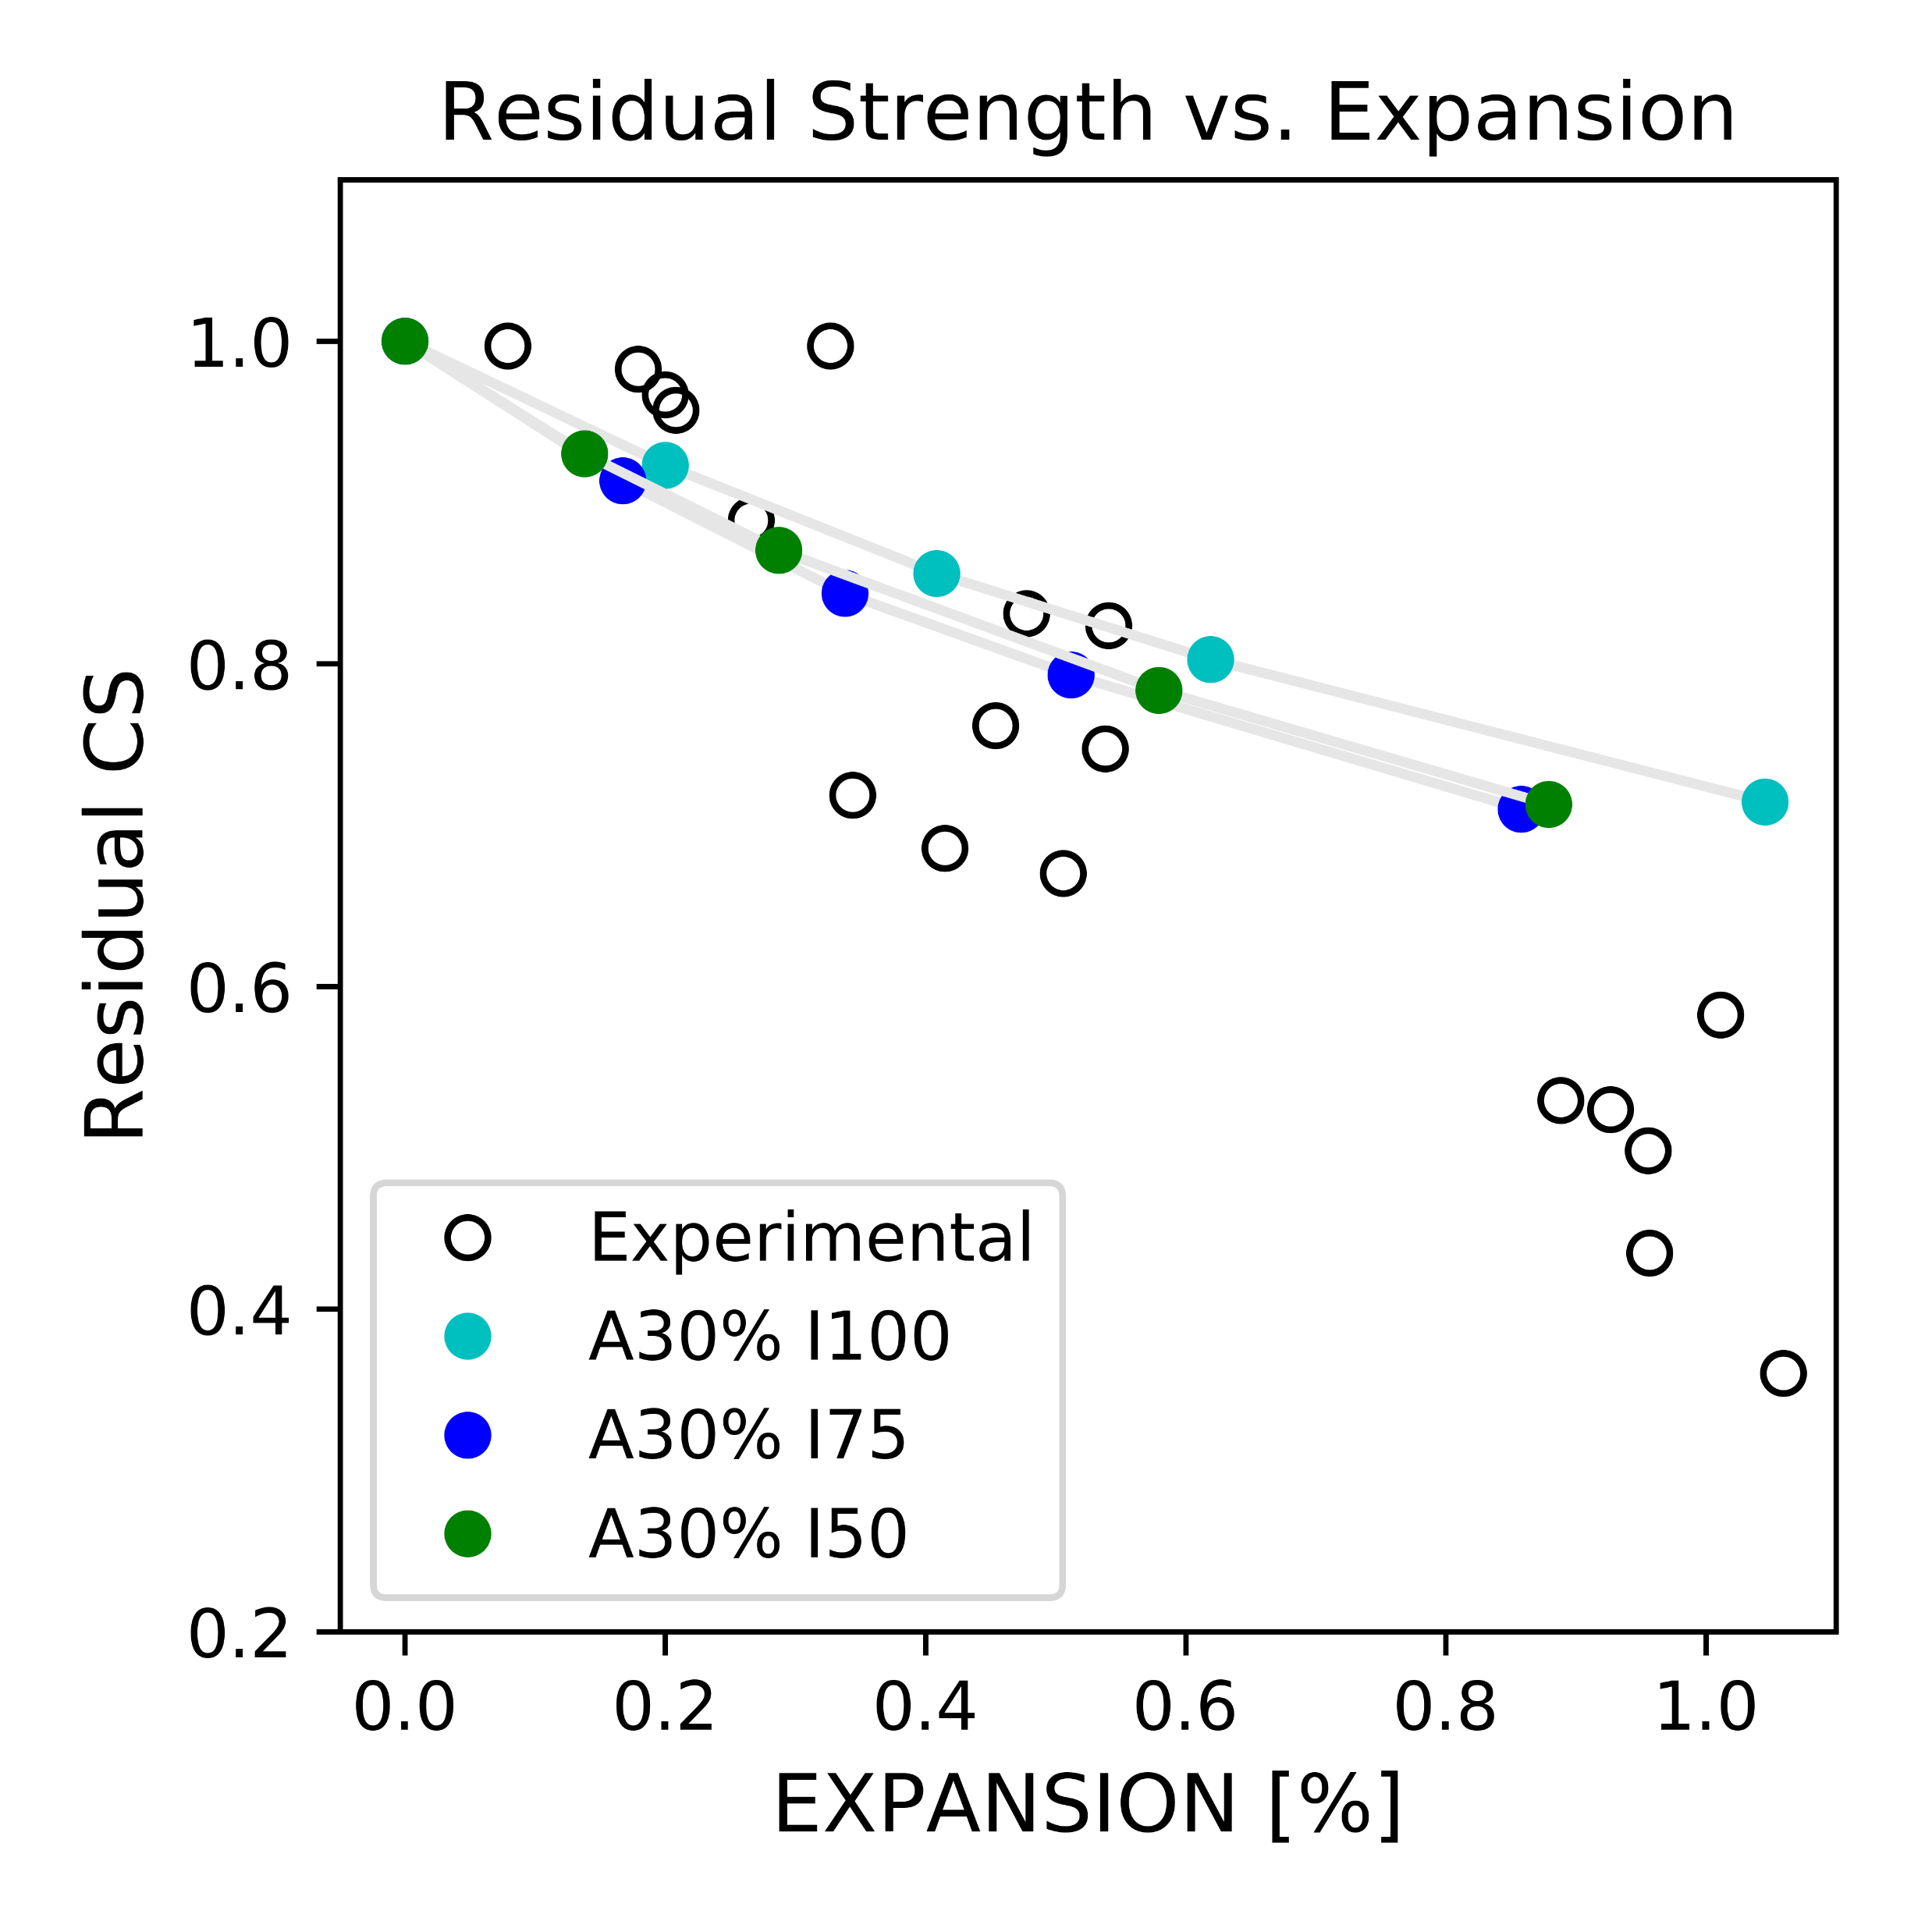 Residual Strength vs. Expansion
Residual CS
1.0
0.8
0.6
0.4
0.2
Experimental
A30% I100
A30% I75
A30% I50
0.0 0.2 0.4 0.6 0.8 1.0
EXPANSION [%]